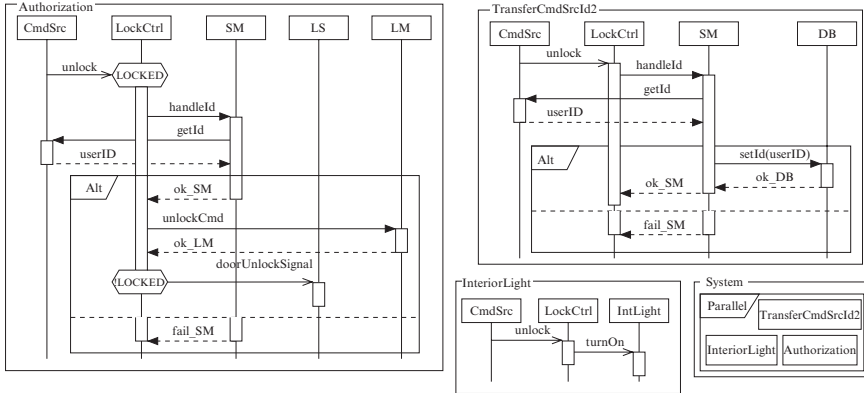 Authorization
CmdSrc LockCtrl SM LS LM
unlock
LOCKED
handleId
getId
userID
Alt
ok_SM
unlockCmd
ok_LM
doorUnlockSignal
!LOCKED
fail_SM
TransferCmdSrcId2
CmdSrc LockCtrl SM DB
unlock
handleId
getId
userID
Alt
setId(userID)
ok_SM
ok_DB
fail_SM
InteriorLight
CmdSrc LockCtrl IntLight
unlock
turnOn
System
Parallel
TransferCmdSrcId2
InteriorLight Authorization